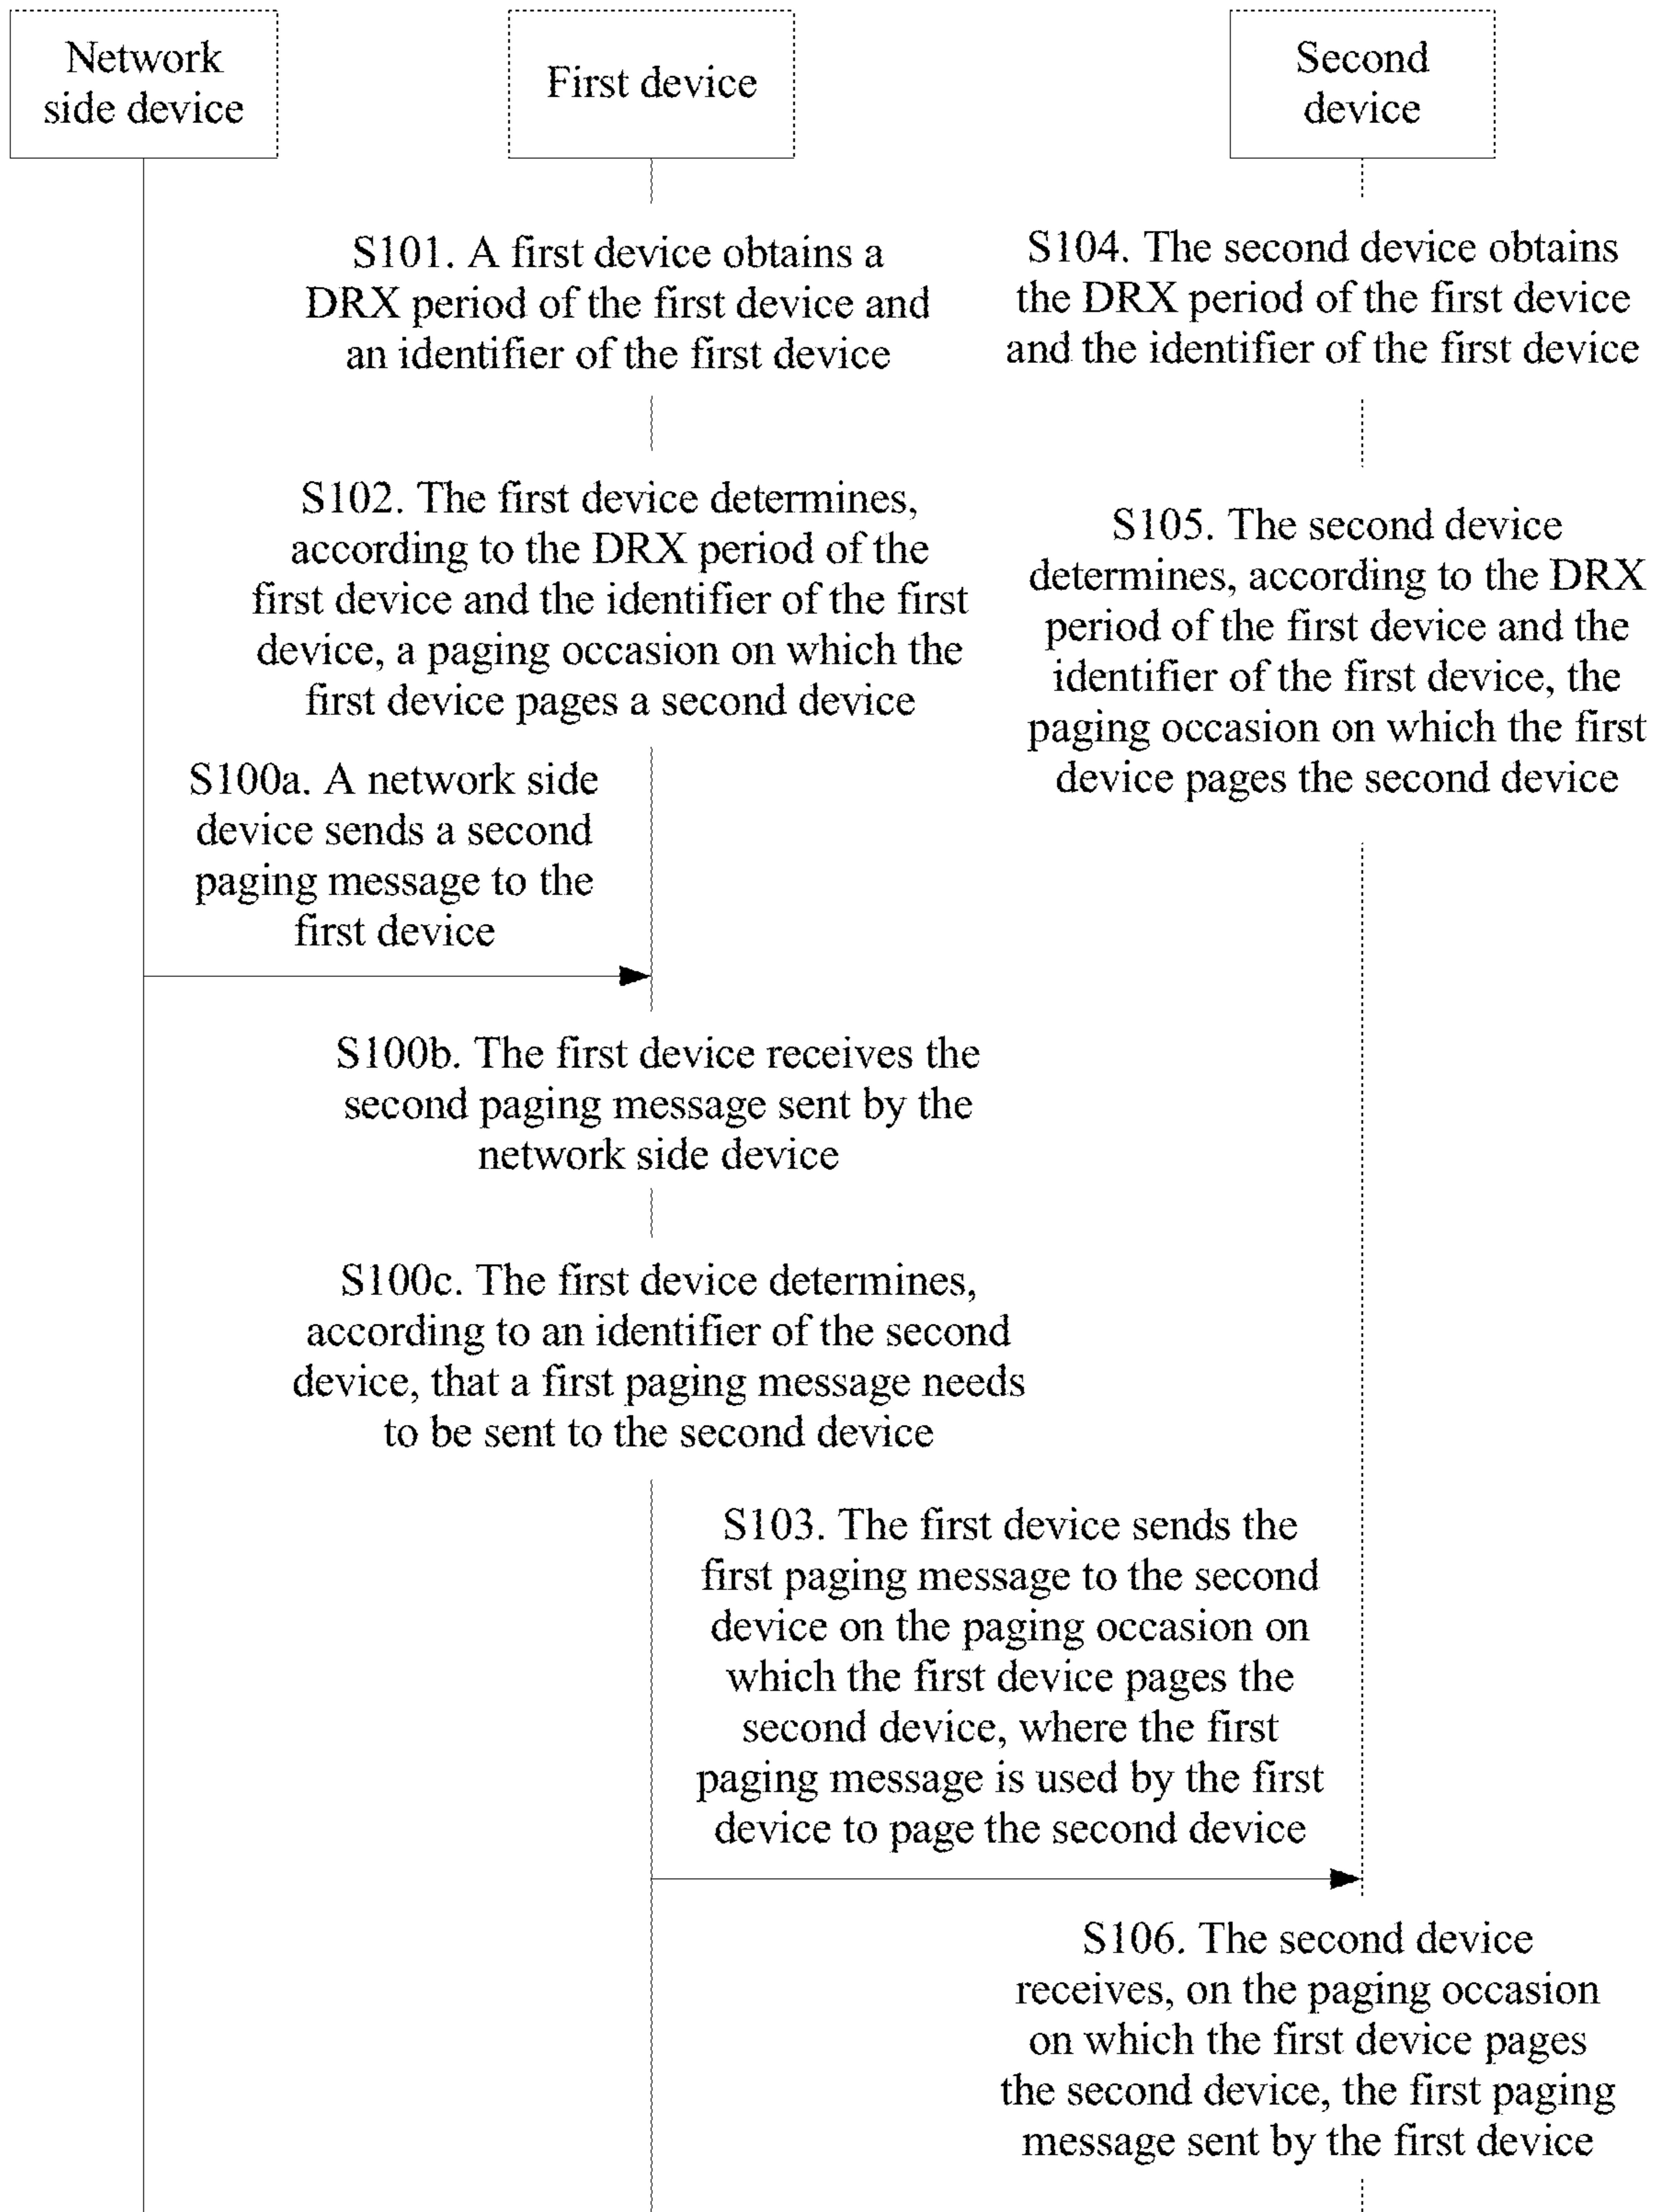 Network
side device
First device
Second
device
S101. A first device obtains a
DRX period of the first device and
an identifier of the first device
S104. The second device obtains
the DRX period of the first device
and the identifier of the first device
S102. The first device determines,
according to the DRX period of the
first device and the identifier of the first
device, a paging occasion on which the
first device pages a second device
S105. The second device
determines, according to the DRX
period of the first device and the
identifier of the first device, the
paging occasion on which the first
device pages the second device
S100a. A network side
device sends a second
paging message to the
first device
S100b. The first device receives the
second paging message sent by the
network side device
S100c. The first device determines,
according to an identifier of the second
device, that a first paging message needs
to be sent to the second device
S103. The first device sends the
first paging message to the second
device on the paging occasion on
which the first device pages the
second device, where the first
paging message is used by the first
device to page the second device
S106. The second device
receives, on the paging occasion
on which the first device pages
the second device, the first paging
message sent by the first device